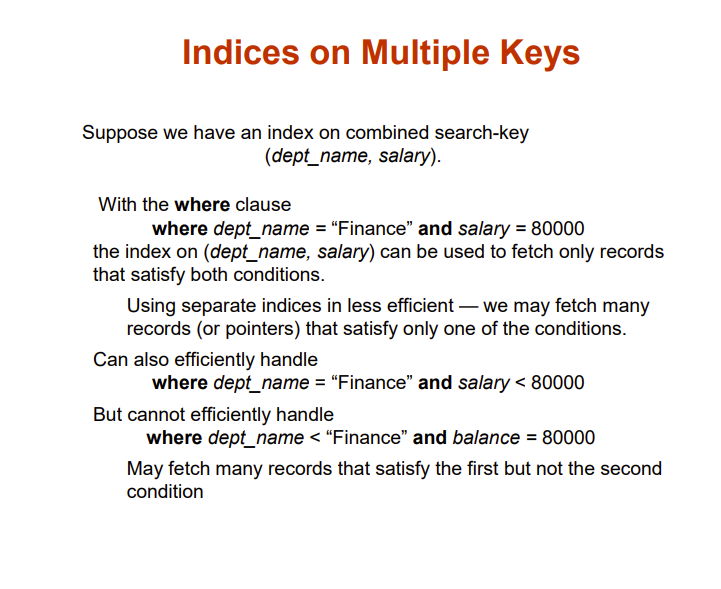 Indices on Multiple Keys
Suppose we have an index on combined search-key
(dept_name, salary).
With the where clause
where dept_name = “Finance” and salary = 80000
the index on (dept_name, salary) can be used to fetch only records
that satisfy both conditions.
Using separate indices in less efficient — we may fetch many
records (or pointers) that satisfy only one of the conditions.
Can also efficiently handle
where dept_name = “Finance” and salary < 80000
But cannot efficiently handle
where dept_name < “Finance” and balance = 80000
May fetch many records that satisfy the first but not the second
condition